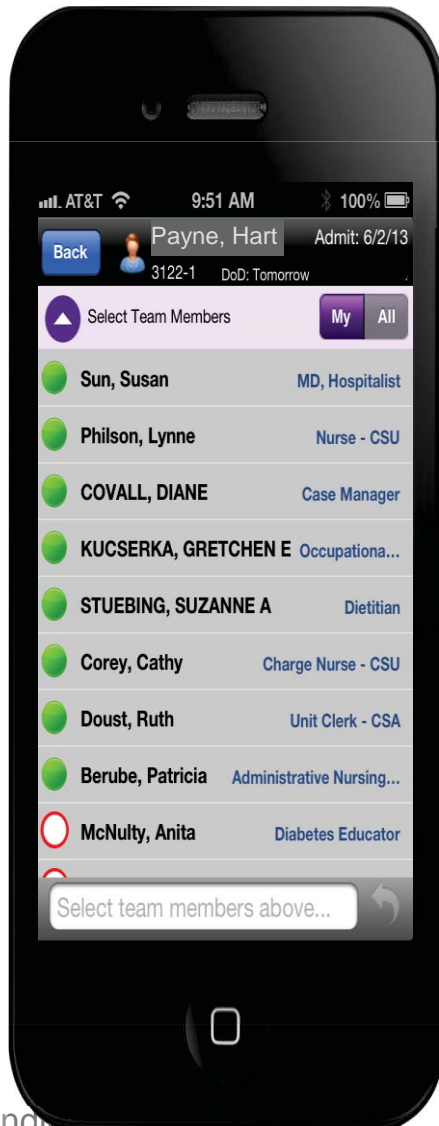 AT&T 9:51 AM 100%
Back Payne, Hart Admit: 6/2/13
3122-1 DoD: Tomorrow
Select Team Members My All
Sun, Susan MD, Hospitalist
Philson, Lynne Nurse - CSU
COVALL, DIANE Case Manager
KUCSERKA, GRETCHEN E Occupationa...
STUEBING, SUZANNE A Dietitian
Corey, Cathy Charge Nurse - CSU
Doust, Ruth Unit Clerk - CSA
Berube, Patricia Administrative Nursing...
McNulty, Anita Diabetes Educator
Select team members above...